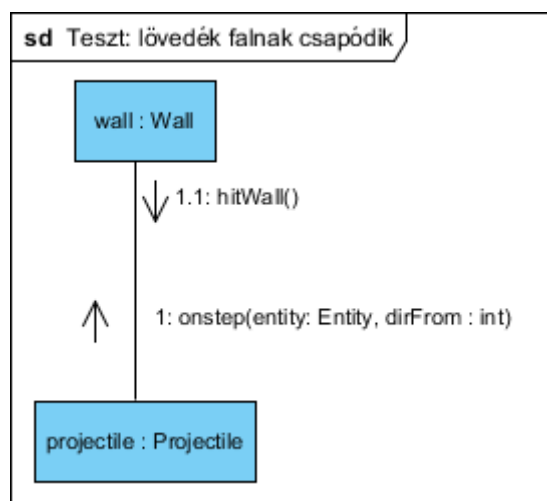 sd Teszt: lövedék falnak csapódik
wall : Wall
1.1: hitWall()
1: onstep(entity: Entity, dirFrom : int)
projectile : Projectile